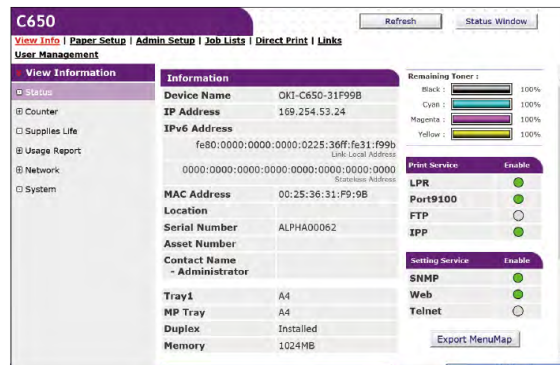 C650
Refresh
Status Window
View Info | Paper Setup | Admin Setup | Job Lists | Direct Print | Links
User Management
View Information
Status
Counter
Supplies Life
Usage Report
Network
System
Information
Device Name OKI-C650-31F99B
IP Address 169.254.53.24
IPv6 Address
fe80:0000:0000:0000:0225:36ff:fe31:f99b
Link-Local Address
0000:0000:0000:0000:0000:0000:0000:0000
Stateless Address
MAC Address 00:25:36:31:F9:9B
Location
Serial Number ALPHA00062
Asset Number
Contact Name
- Administrator
Tray1 A4
MP Tray A4
Duplex Installed
Memory 1024MB
Remaining Toner :
Black : 100%
Cyan : 100%
Magenta : 100%
Yellow : 100%
Print Service Enable
LPR
Port9100
FTP
IPP
Setting Service Enable
SNMP
Web
Telnet
Export MenuMap